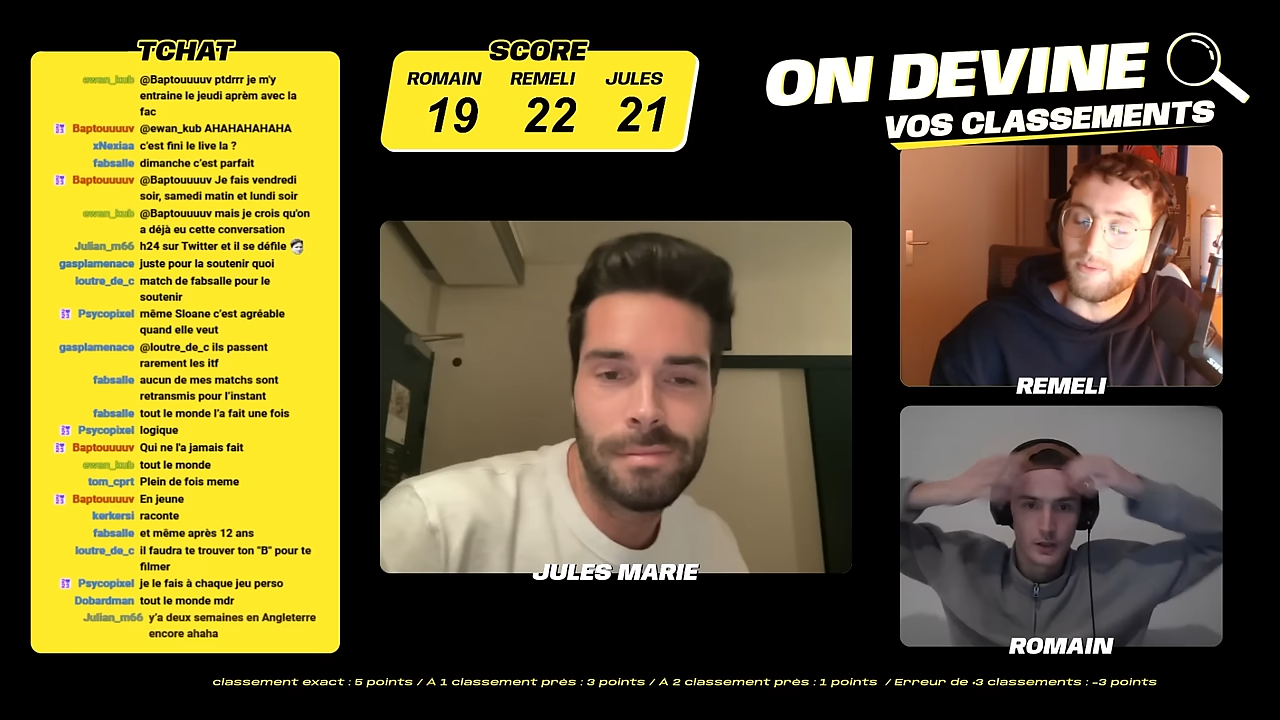 TCHAT
ewan_kub @Baptouuuuv ptdrrr je m'y
entraine le jeudi aprèm avec la
fac
Baptouuuuv @ewan_kub AHAHAHAHAHA
xNexiaa c'est fini le live la ?
fabsalle dimanche c'est parfait
Baptouuuuv @Baptouuuuv Je fais vendredi
soir, samedi matin et lundi soir
ewan_kub @Baptouuuuv mais je crois qu'on
a déjà eu cette conversation
Julian_m66 h24 sur Twitter et il se défile
gasplamenace juste pour la soutenir quoi
loutre_de_c match de fabsalle pour le
soutenir
Psycopixel même Sloane c'est agréable
quand elle veut
gasplamenace @loutre_de_c ils passent
rarement les itf
fabsalle aucun de mes matchs sont
retransmis pour l'instant
fabsalle tout le monde l'a fait une fois
Psycopixel logique
Baptouuuuv Qui ne l'a jamais fait
ewan_kub tout le monde
tom_cprt Plein de fois meme
Baptouuuuv En jeune
kerkersi raconte
fabsalle et même après 12 ans
loutre_de_c il faudra te trouver ton "B" pour te
filmer
Psycopixel je le fais à chaque jeu perso
Dobardman tout le monde mdr
Julian_m66 y'a deux semaines en Angleterre
encore ahaha
SCORE
ROMAIN REMELI JULES
19 22 21
ON DEVINE
VOS CLASSEMENTS
REMELI
JULES MARIE
ROMAIN
classement exact : 5 points / À 1 classement près : 3 points / À 2 classement près : 1 points / Erreur de +3 classements : -3 points